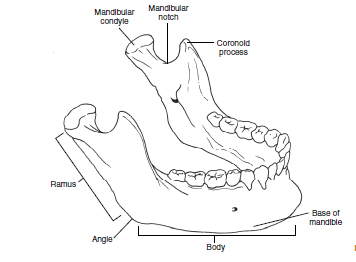 Mandibular
condyle
Mandibular
notch
Coronoid
process
Ramus
Angle
Body
Base of
mandible